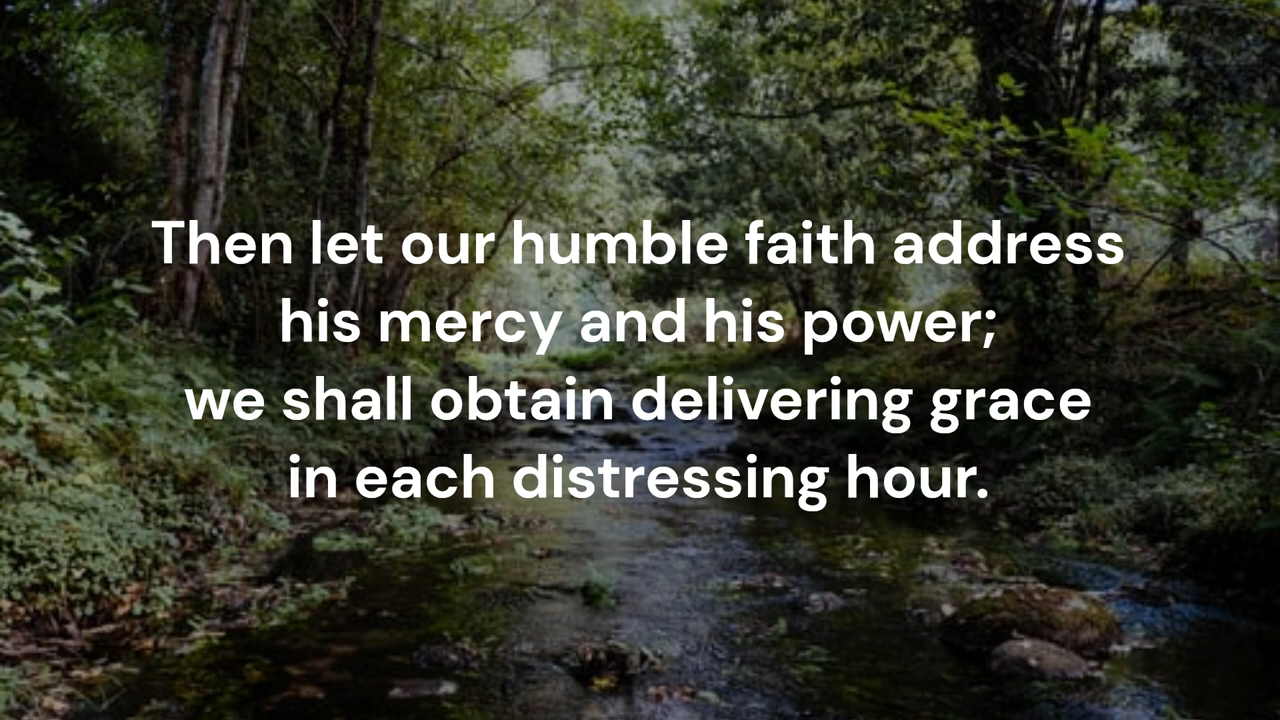 Then let our humble faith address
his mercy and his power;
we shall obtain delivering grace
in each distressing hour.